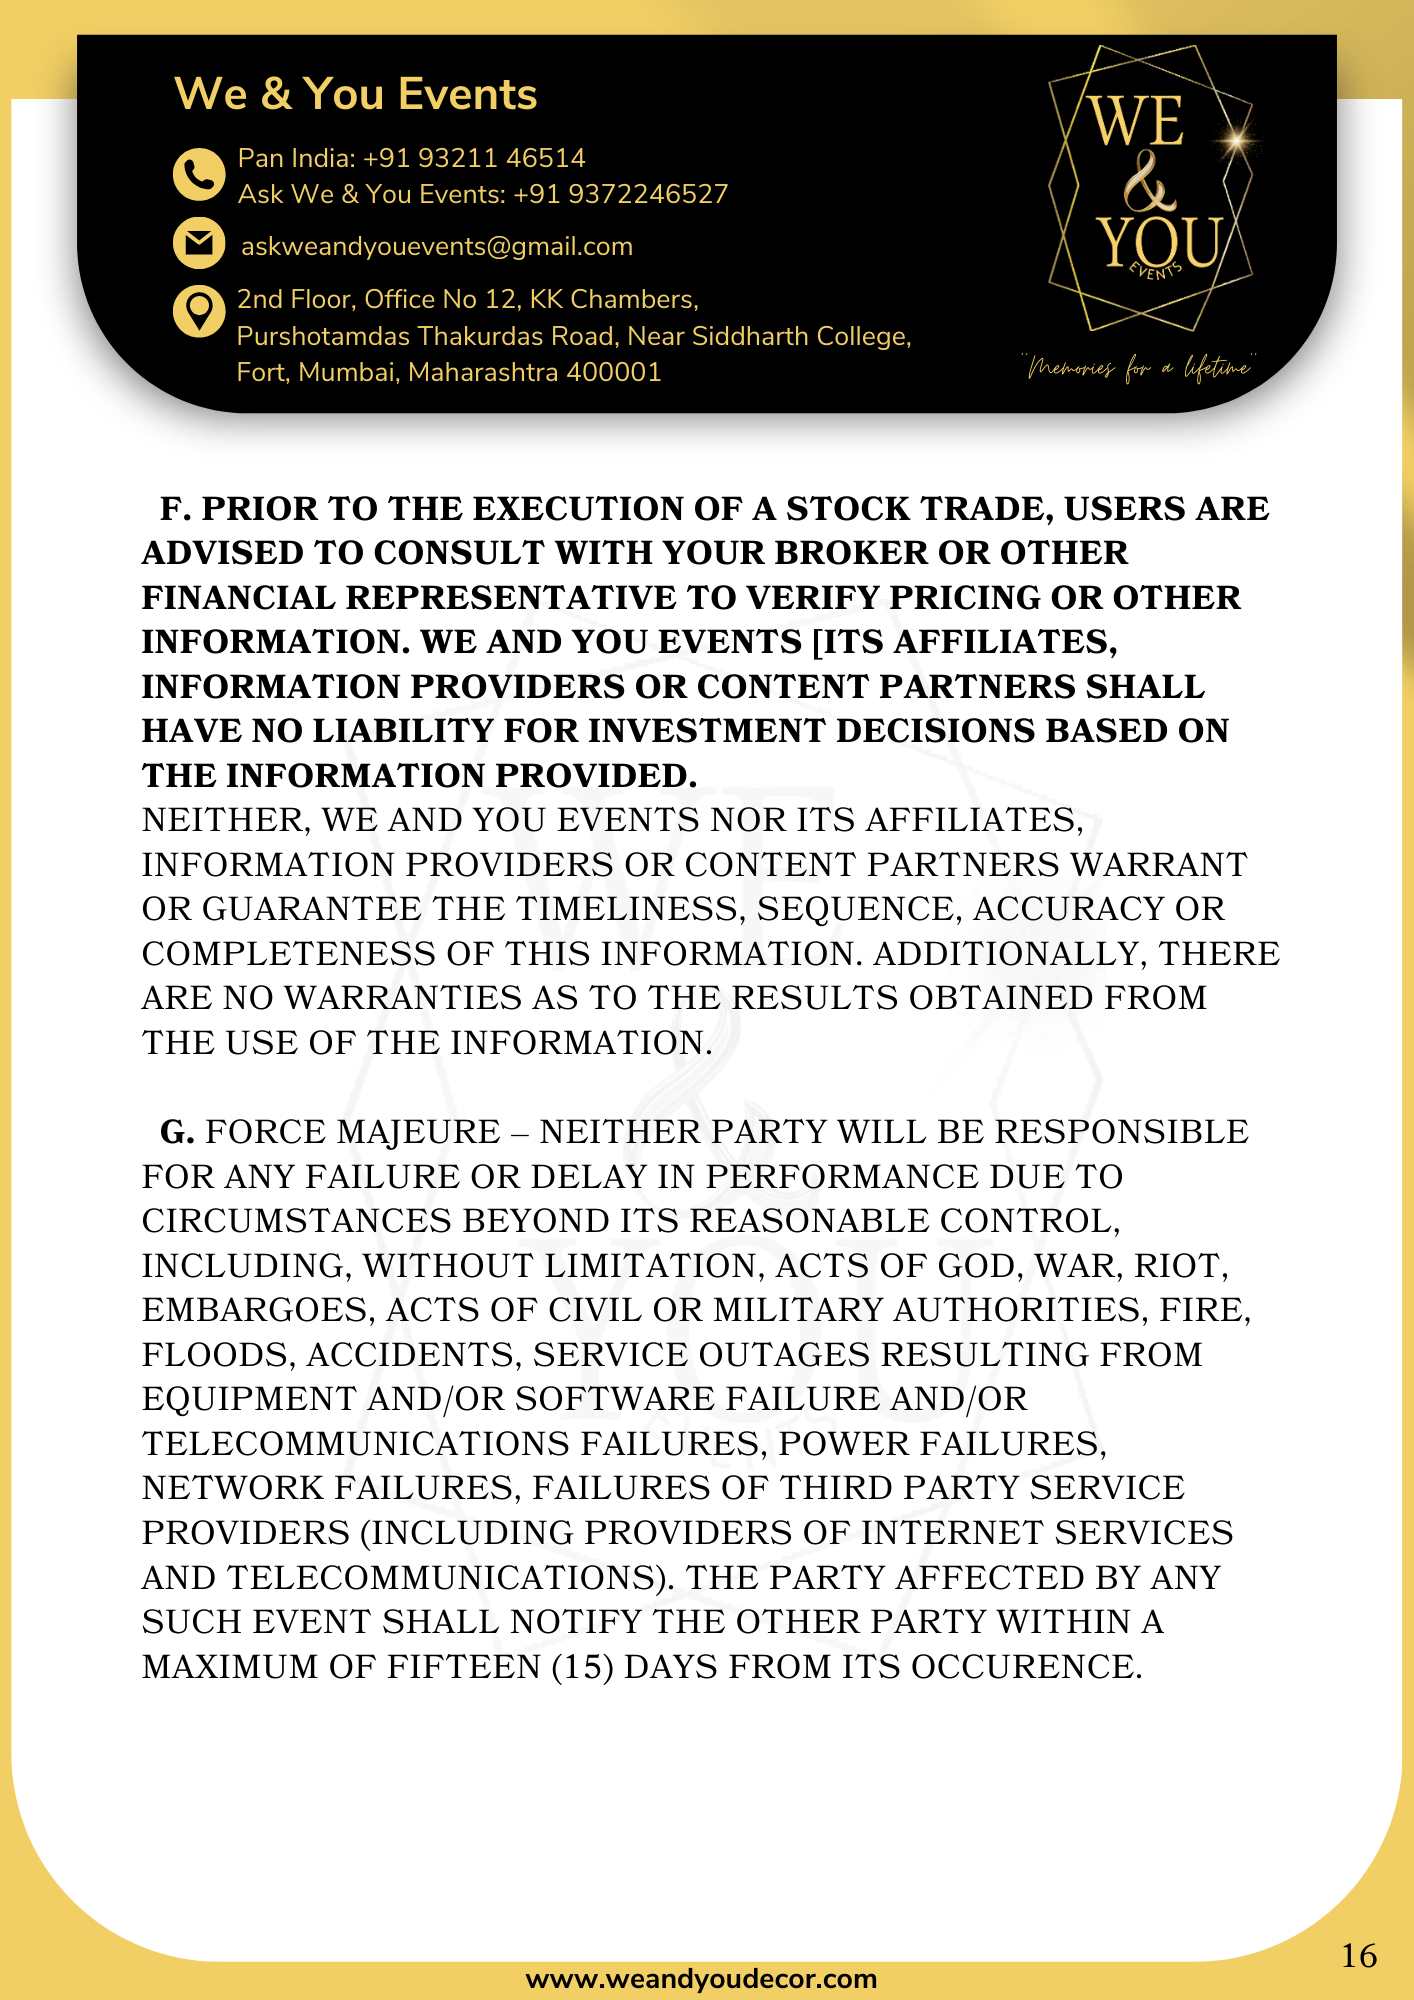 We & You Events
Pan India: +91 93211 46514
Ask We & You Events: +91 9372246527
askweandyouevents@gmail.com
2nd Floor, Office No 12, KK Chambers,
Purshotamdas Thakurdas Road, Near Siddharth College,
Fort, Mumbai, Maharashtra 400001
WE
&
YOU
EVENTS
"Memories for a lifetime"
F. PRIOR TO THE EXECUTION OF A STOCK TRADE, USERS ARE
ADVISED TO CONSULT WITH YOUR BROKER OR OTHER
FINANCIAL REPRESENTATIVE TO VERIFY PRICING OR OTHER
INFORMATION. WE AND YOU EVENTS [ITS AFFILIATES,
INFORMATION PROVIDERS OR CONTENT PARTNERS SHALL
HAVE NO LIABILITY FOR INVESTMENT DECISIONS BASED ON
THE INFORMATION PROVIDED.
NEITHER, WE AND YOU EVENTS NOR ITS AFFILIATES,
INFORMATION PROVIDERS OR CONTENT PARTNERS WARRANT
OR GUARANTEE THE TIMELINESS, SEQUENCE, ACCURACY OR
COMPLETENESS OF THIS INFORMATION. ADDITIONALLY, THERE
ARE NO WARRANTIES AS TO THE RESULTS OBTAINED FROM
THE USE OF THE INFORMATION.
G. FORCE MAJEURE – NEITHER PARTY WILL BE RESPONSIBLE
FOR ANY FAILURE OR DELAY IN PERFORMANCE DUE TO
CIRCUMSTANCES BEYOND ITS REASONABLE CONTROL,
INCLUDING, WITHOUT LIMITATION, ACTS OF GOD, WAR, RIOT,
EMBARGOES, ACTS OF CIVIL OR MILITARY AUTHORITIES, FIRE,
FLOODS, ACCIDENTS, SERVICE OUTAGES RESULTING FROM
EQUIPMENT AND/OR SOFTWARE FAILURE AND/OR
TELECOMMUNICATIONS FAILURES, POWER FAILURES,
NETWORK FAILURES, FAILURES OF THIRD PARTY SERVICE
PROVIDERS (INCLUDING PROVIDERS OF INTERNET SERVICES
AND TELECOMMUNICATIONS). THE PARTY AFFECTED BY ANY
SUCH EVENT SHALL NOTIFY THE OTHER PARTY WITHIN A
MAXIMUM OF FIFTEEN (15) DAYS FROM ITS OCCURENCE.
16
www.weandyoudecor.com